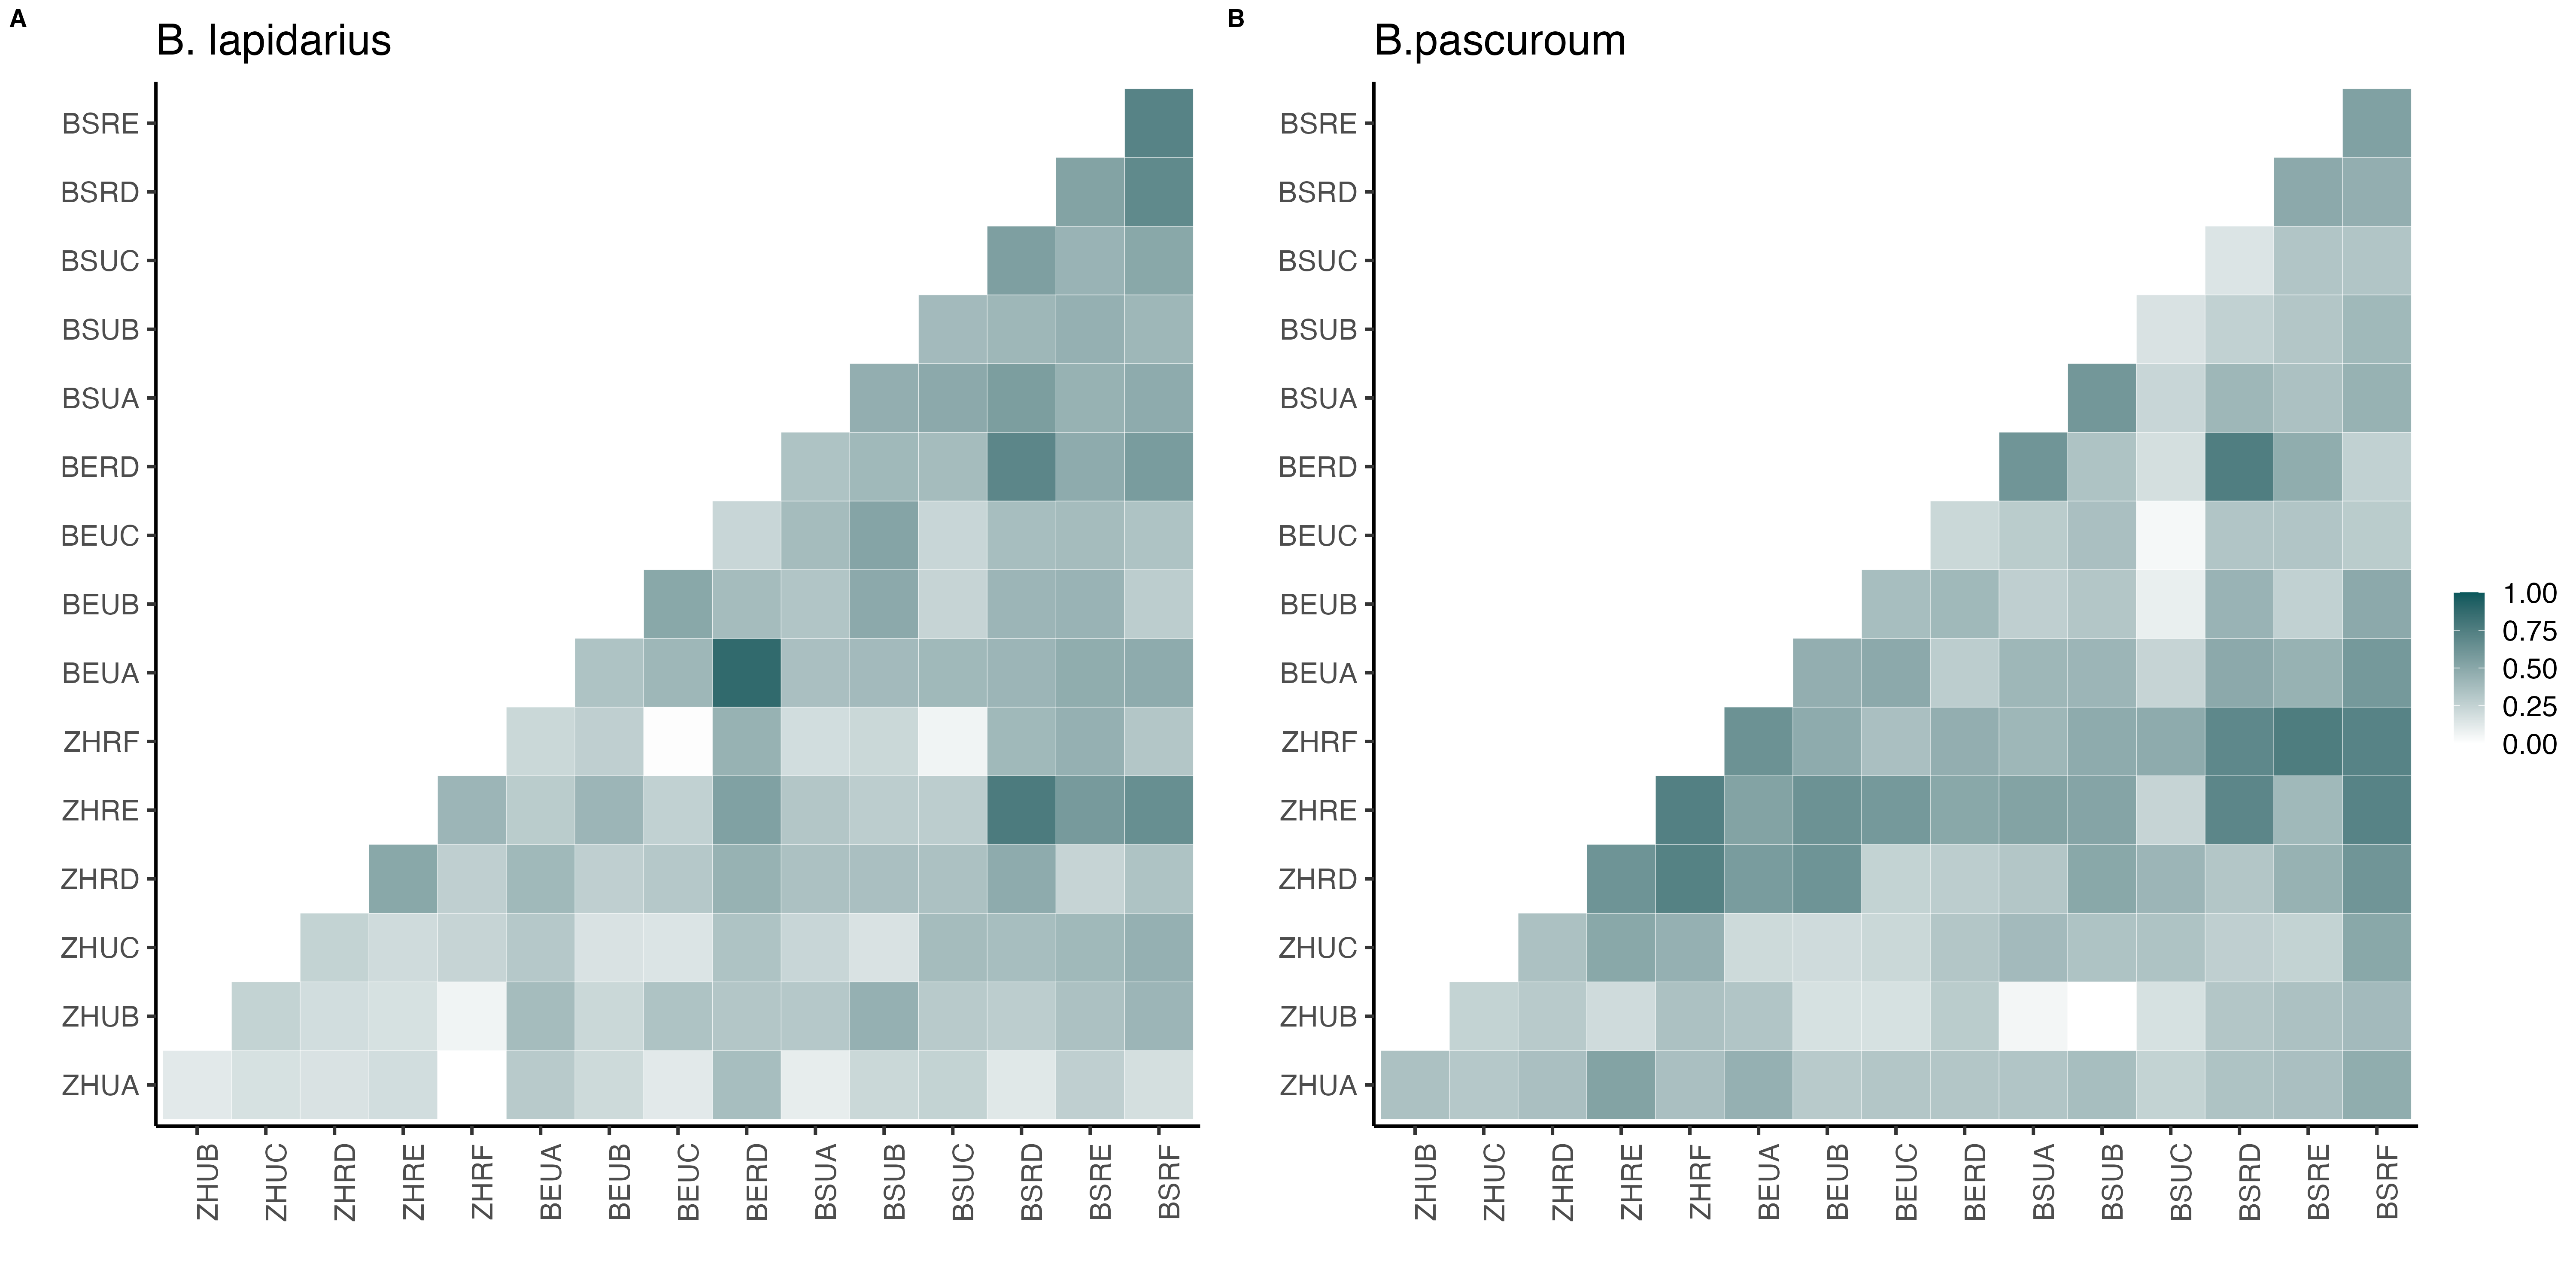 A
B. lapidarius
BSRE
BSRD
BSUC
BSUB
BSUA
BERD
BEUC
BEUB
BEUA
ZHRF
ZHRE
ZHRD
ZHUC
ZHUB
ZHUA
ZHUB
ZHUC
ZHRD
ZHRE
ZHRF
BEUA
BEUB
BEUC
BERD
BSUA
BSUB
BSUC
BSRD
BSRE
BSRF
B
B.pascuroum
BSRE
BSRD
BSUC
BSUB
BSUA
BERD
BEUC
BEUB
BEUA
ZHRF
ZHRE
ZHRD
ZHUC
ZHUB
ZHUA
ZHUB
ZHUC
ZHRD
ZHRE
ZHRF
BEUA
BEUB
BEUC
BERD
BSUA
BSUB
BSUC
BSRD
BSRE
BSRF
1.00
0.75
0.50
0.25
0.00